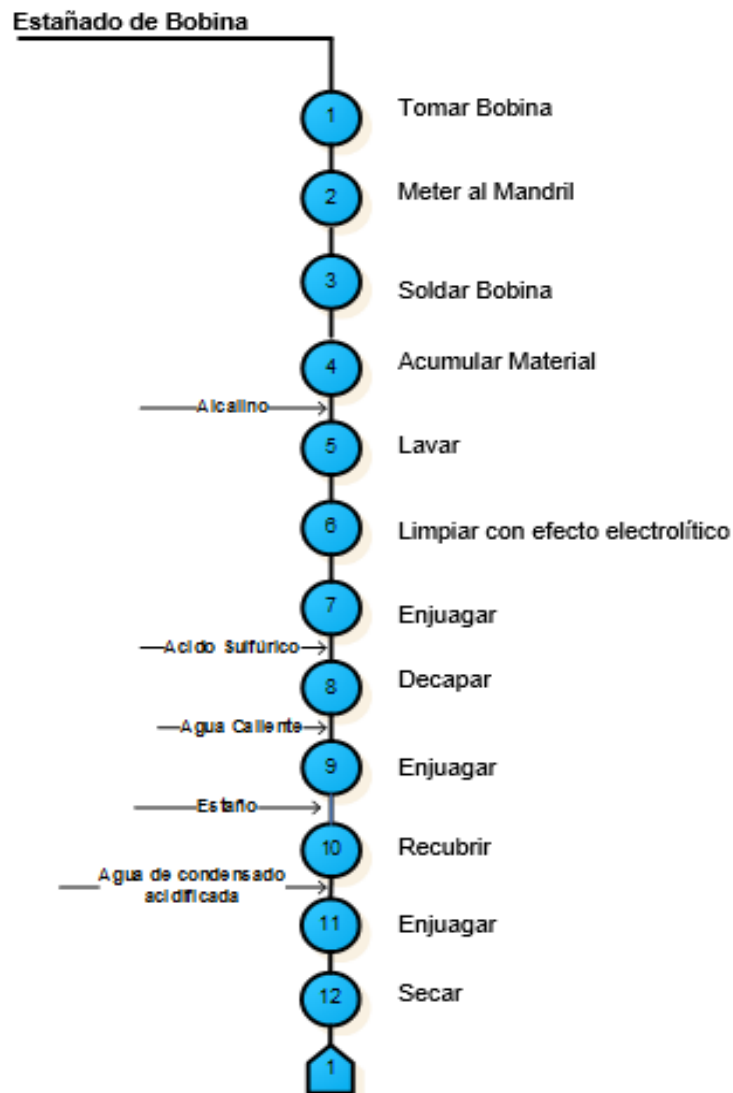 Estañado de Bobina
1 Tomar Bobina
2 Meter al Mandril
3 Soldar Bobina
4 Acumular Material
Alcalino
5 Lavar
6 Limpiar con efecto electrolítico
7 Enjuagar
Acido Sulfúrico
8 Decapar
Agua Caliente
9 Enjuagar
Estaño
10 Recubrir
Agua de condensado
acidificada
11 Enjuagar
12 Secar
1